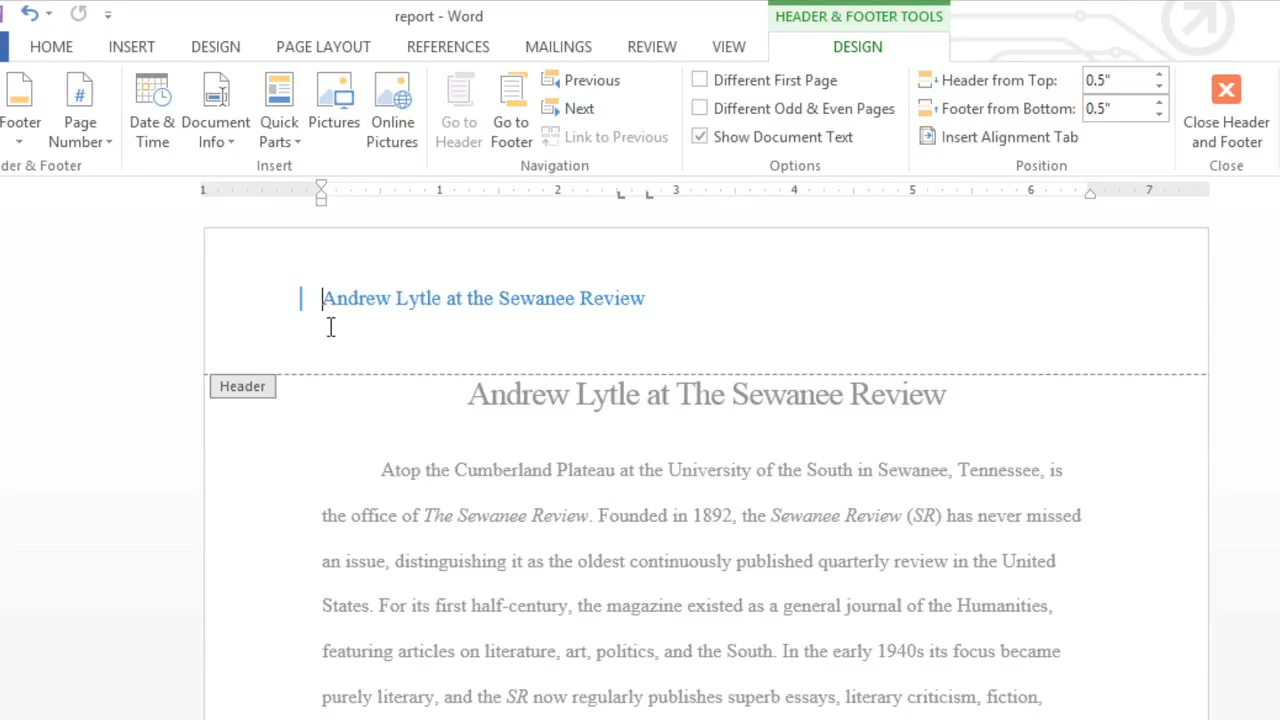 report - Word
HEADER & FOOTER TOOLS
HOME INSERT DESIGN PAGE LAYOUT REFERENCES MAILINGS REVIEW VIEW DESIGN
Footer
Page Number
der & Footer
Date & Time
Document Info
Quick Parts
Pictures
Online Pictures
Insert
Go to Header
Go to Footer
Previous
Next
Link to Previous
Navigation
Different First Page
Different Odd & Even Pages
Show Document Text
Options
Header from Top: 0.5"
Footer from Bottom: 0.5"
Insert Alignment Tab
Position
Close Header and Footer
Close
1 1 2 3 4 5 6 7
Andrew Lytle at the Sewanee Review
Header
Andrew Lytle at The Sewanee Review
Atop the Cumberland Plateau at the University of the South in Sewanee, Tennessee, is
the office of The Sewanee Review. Founded in 1892, the Sewanee Review (SR) has never missed
an issue, distinguishing it as the oldest continuously published quarterly review in the United
States. For its first half-century, the magazine existed as a general journal of the Humanities,
featuring articles on literature, art, politics, and the South. In the early 1940s its focus became
purely literary, and the SR now regularly publishes superb essays, literary criticism, fiction,